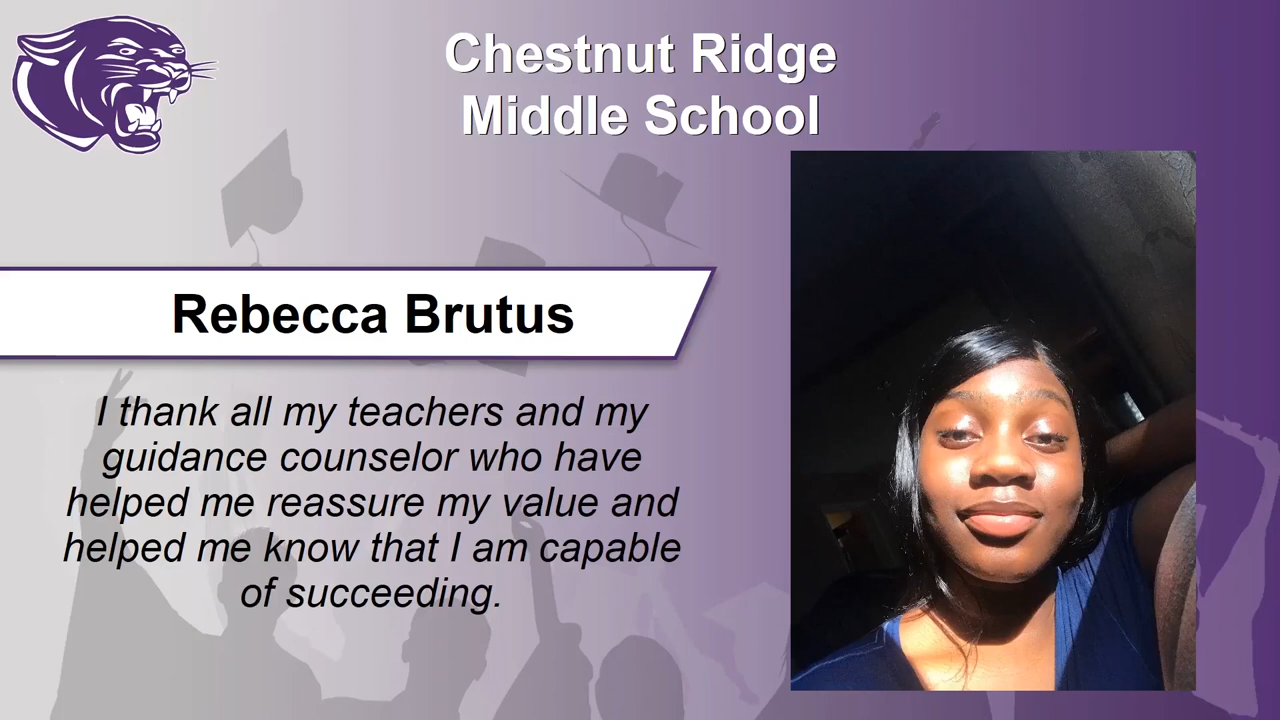 Chestnut Ridge
Middle School
Rebecca Brutus
I thank all my teachers and my
guidance counselor who have
helped me reassure my value and
helped me know that I am capable
of succeeding.